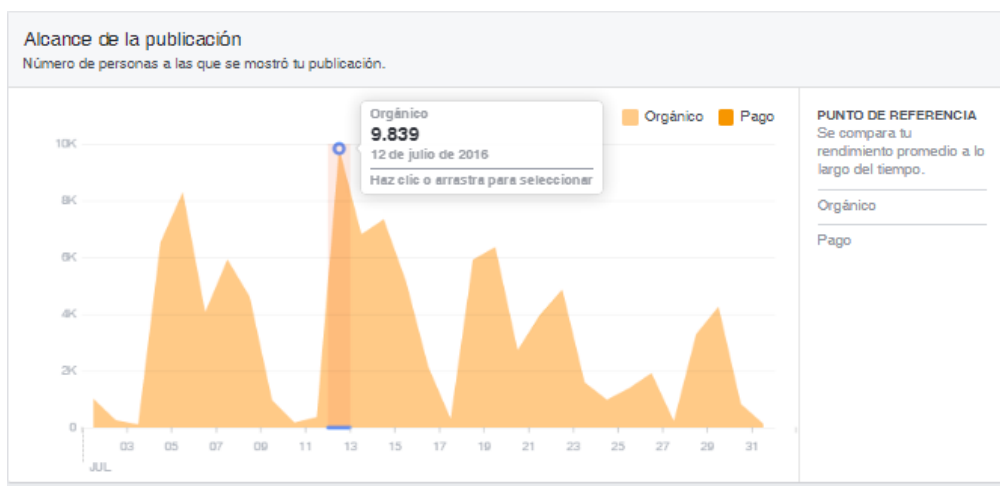 Alcance de la publicación
Número de personas a las que se mostró tu publicación.
Orgánico
9.839
12 de julio de 2016
Haz clic o arrastra para seleccionar
Orgánico Pago
10K
8K
6K
4K
2K
0
03 05 07 09 11 13 15 17 19 21 23 25 27 29 31
JUL.
PUNTO DE REFERENCIA
Se compara tu
rendimiento promedio a lo
largo del tiempo.
Orgánico
Pago